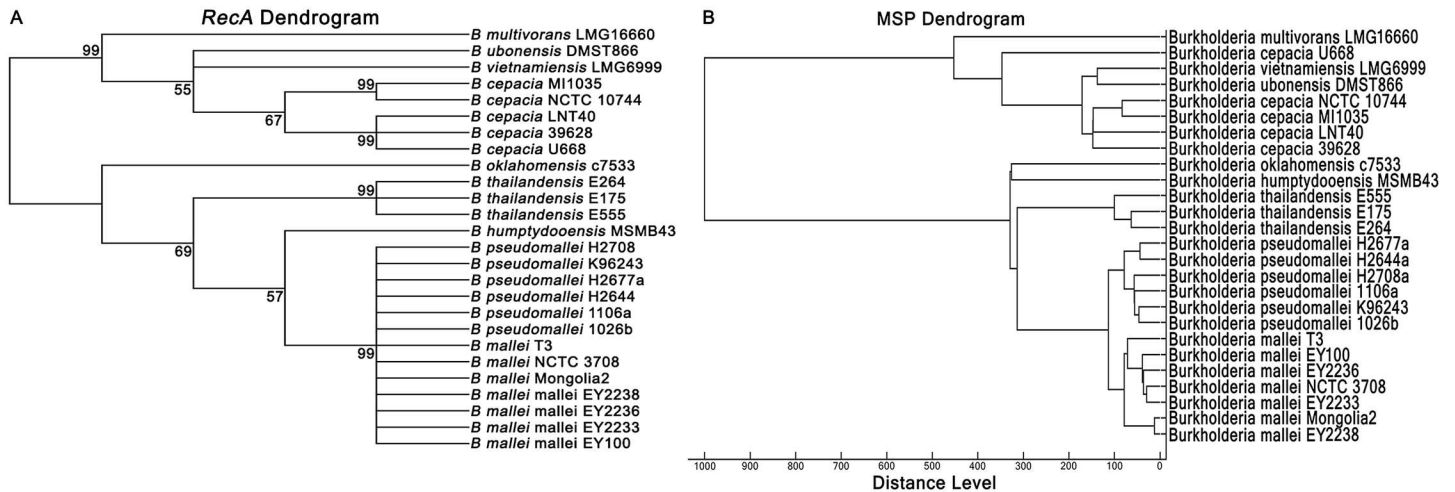 A
RecA Dendrogram
99
55
67
99
99
99
69
57
99
B multivorans LMG16660
B ubonensis DMST866
B vietnamiensis LMG6999
B cepacia MI1035
B cepacia NCTC 10744
B cepacia LNT40
B cepacia 39628
B cepacia U668
B oklahomensis c7533
B thailandensis E264
B thailandensis E175
B thailandensis E555
B humptydooensis MSMB43
B pseudomallei H2708
B pseudomallei K96243
B pseudomallei H2677a
B pseudomallei H2644
B pseudomallei 1106a
B pseudomallei 1026b
B mallei T3
B mallei NCTC 3708
B mallei Mongolia2
B mallei mallei EY2238
B mallei mallei EY2236
B mallei mallei EY2233
B mallei mallei EY100
B
MSP Dendrogram
Burkholderia multivorans LMG16660
Burkholderia cepacia U668
Burkholderia vietnamiensis LMG6999
Burkholderia ubonensis DMST866
Burkholderia cepacia NCTC 10744
Burkholderia cepacia MI1035
Burkholderia cepacia LNT40
Burkholderia cepacia 39628
Burkholderia oklahomensis c7533
Burkholderia humptydooensis MSMB43
Burkholderia thailandensis E555
Burkholderia thailandensis E175
Burkholderia thailandensis E264
Burkholderia pseudomallei H2677a
Burkholderia pseudomallei H2644a
Burkholderia pseudomallei H2708a
Burkholderia pseudomallei 1106a
Burkholderia pseudomallei K96243
Burkholderia pseudomallei 1026b
Burkholderia mallei T3
Burkholderia mallei EY100
Burkholderia mallei EY2236
Burkholderia mallei NCTC 3708
Burkholderia mallei EY2233
Burkholderia mallei Mongolia2
Burkholderia mallei EY2238
1000 900 800 700 600 500 400 300 200 100 0
Distance Level